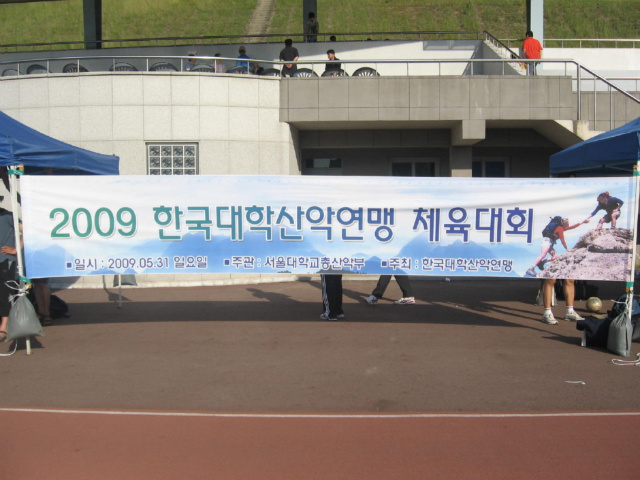 2009 한국대학산악연맹 체육대회
■일시 : 2009.05.31 일요일 ■주관 : 서울대학교총산악부 ■주최 : 한국대학산악연맹